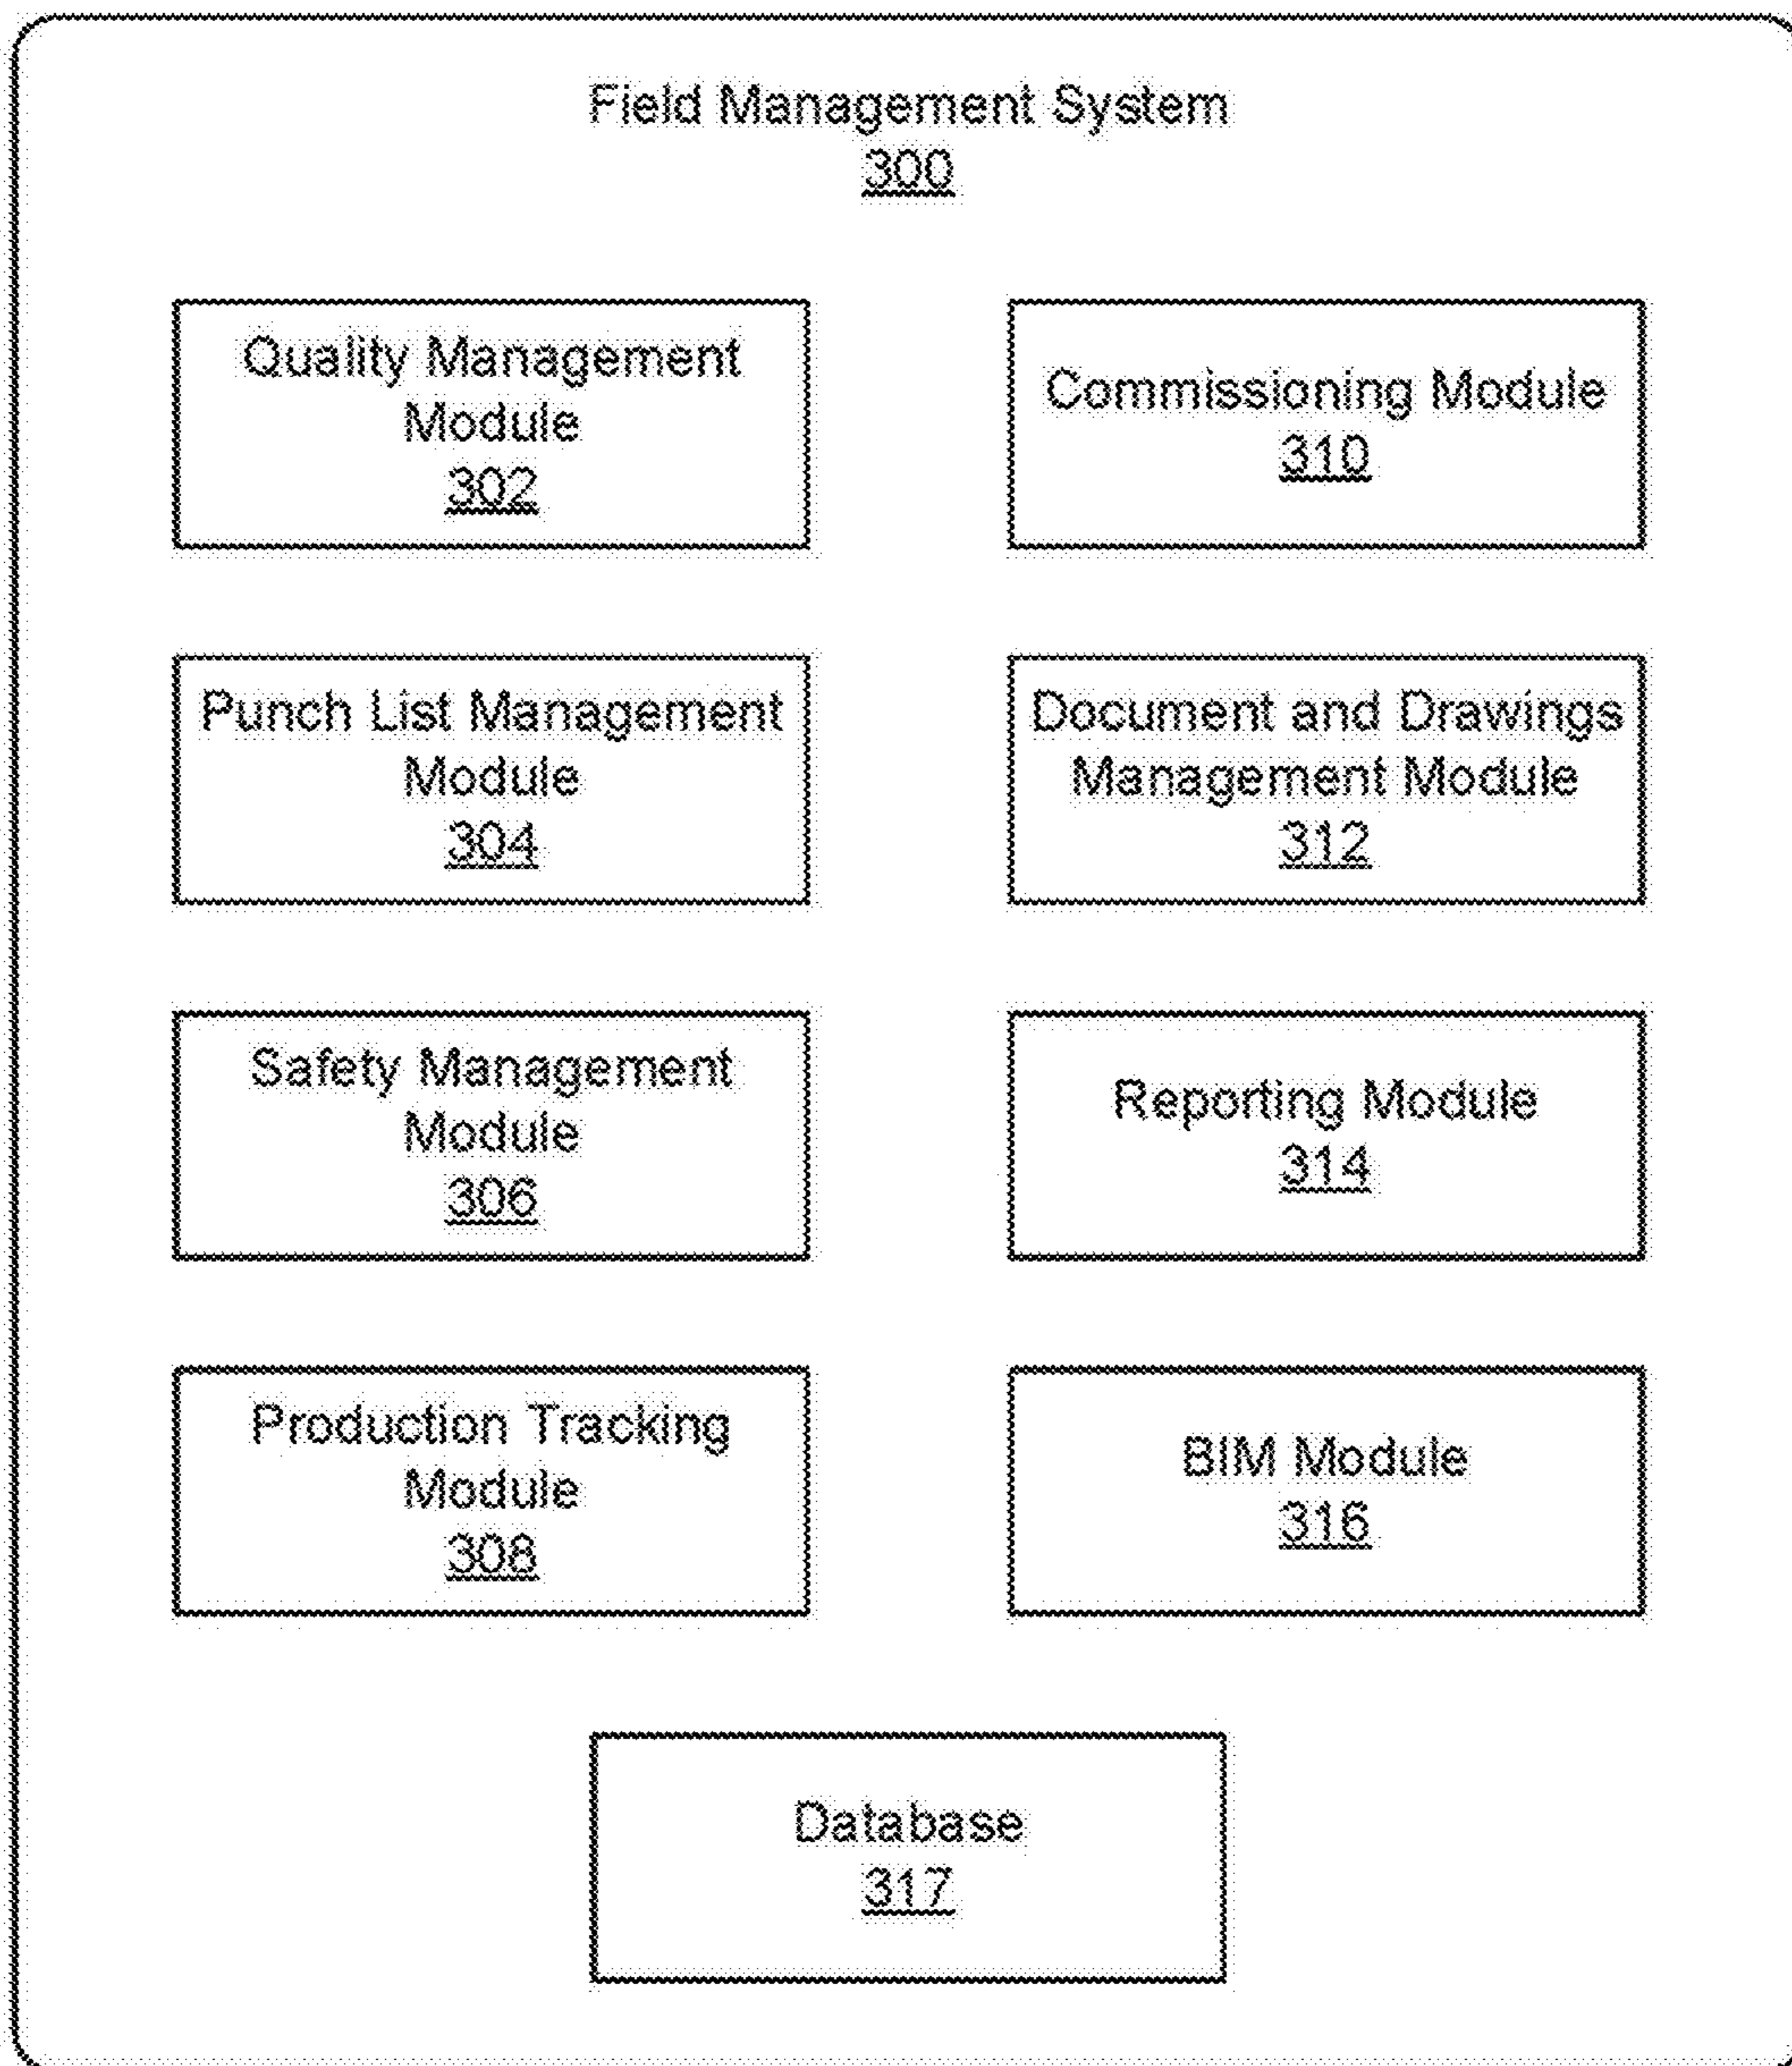 Field Management System
300
Quality Management
Module
302
Commissioning Module
310
Punch List Management
Module
304
Document and Drawings
Management Module
312
Safety Management
Module
306
Reporting Module
314
Production Tracking
Module
308
BIM Module
316
Database
317